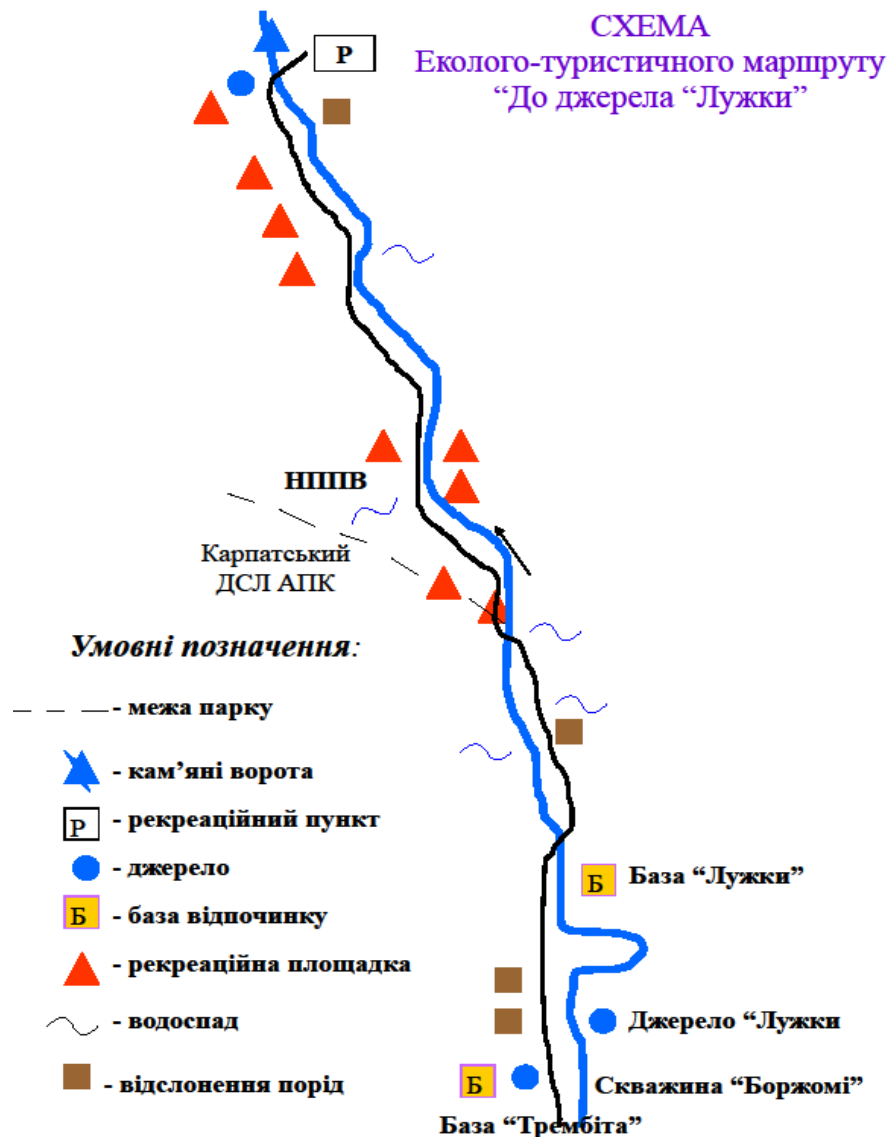 СХЕМА
Еколого-туристичного маршруту
“До джерела “Лужки”
Р
НППВ
Карпатський
ДСЛ АПК
Умовні позначення:
- межа парку
- кам’яні ворота
Р - рекреаційний пункт
- джерело
Б - база відпочинку
- рекреаційна площадка
- водоспад
- відслонення порід
Б База “Лужки”
Джерело “Лужки
Б Скважина “Боржомі”
База “Трембіта”